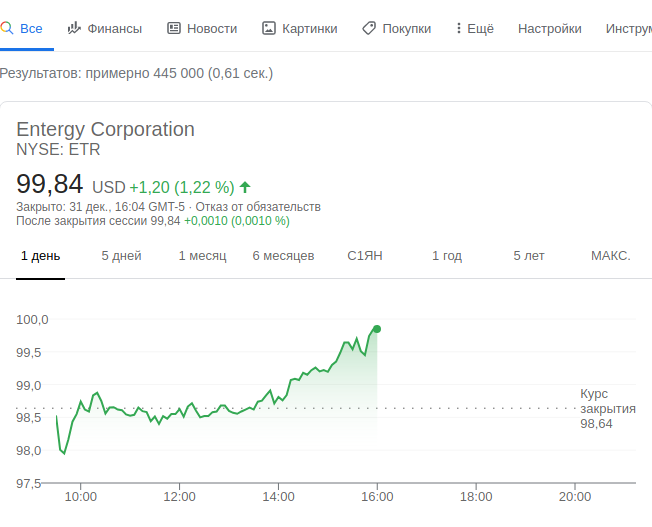 Все Финансы Новости Картинки Покупки Ещё Настройки Инструм
Результатов: примерно 445 000 (0,61 сек.)
Entergy Corporation
NYSE: ETR
99,84 USD +1,20 (1,22 %)
Закрыто: 31 дек., 16:04 GMT-5 · Отказ от обязательств
После закрытия сессии 99,84 +0,0010 (0,0010 %)
1 день 5 дней 1 месяц 6 месяцев С1ЯН 1 год 5 лет МАКС.
100,0
99,5
99,0
98,5
98,0
97,5
Курс
закрытия
98,64
10:00 12:00 14:00 16:00 18:00 20:00